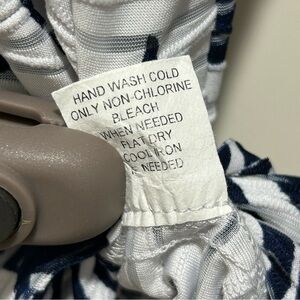 HAND WASH COLD
ONLY NON-CHLORINE
BLEACH
WHEN NEEDED
FLAT DRY
COOL IRON
NEEDED